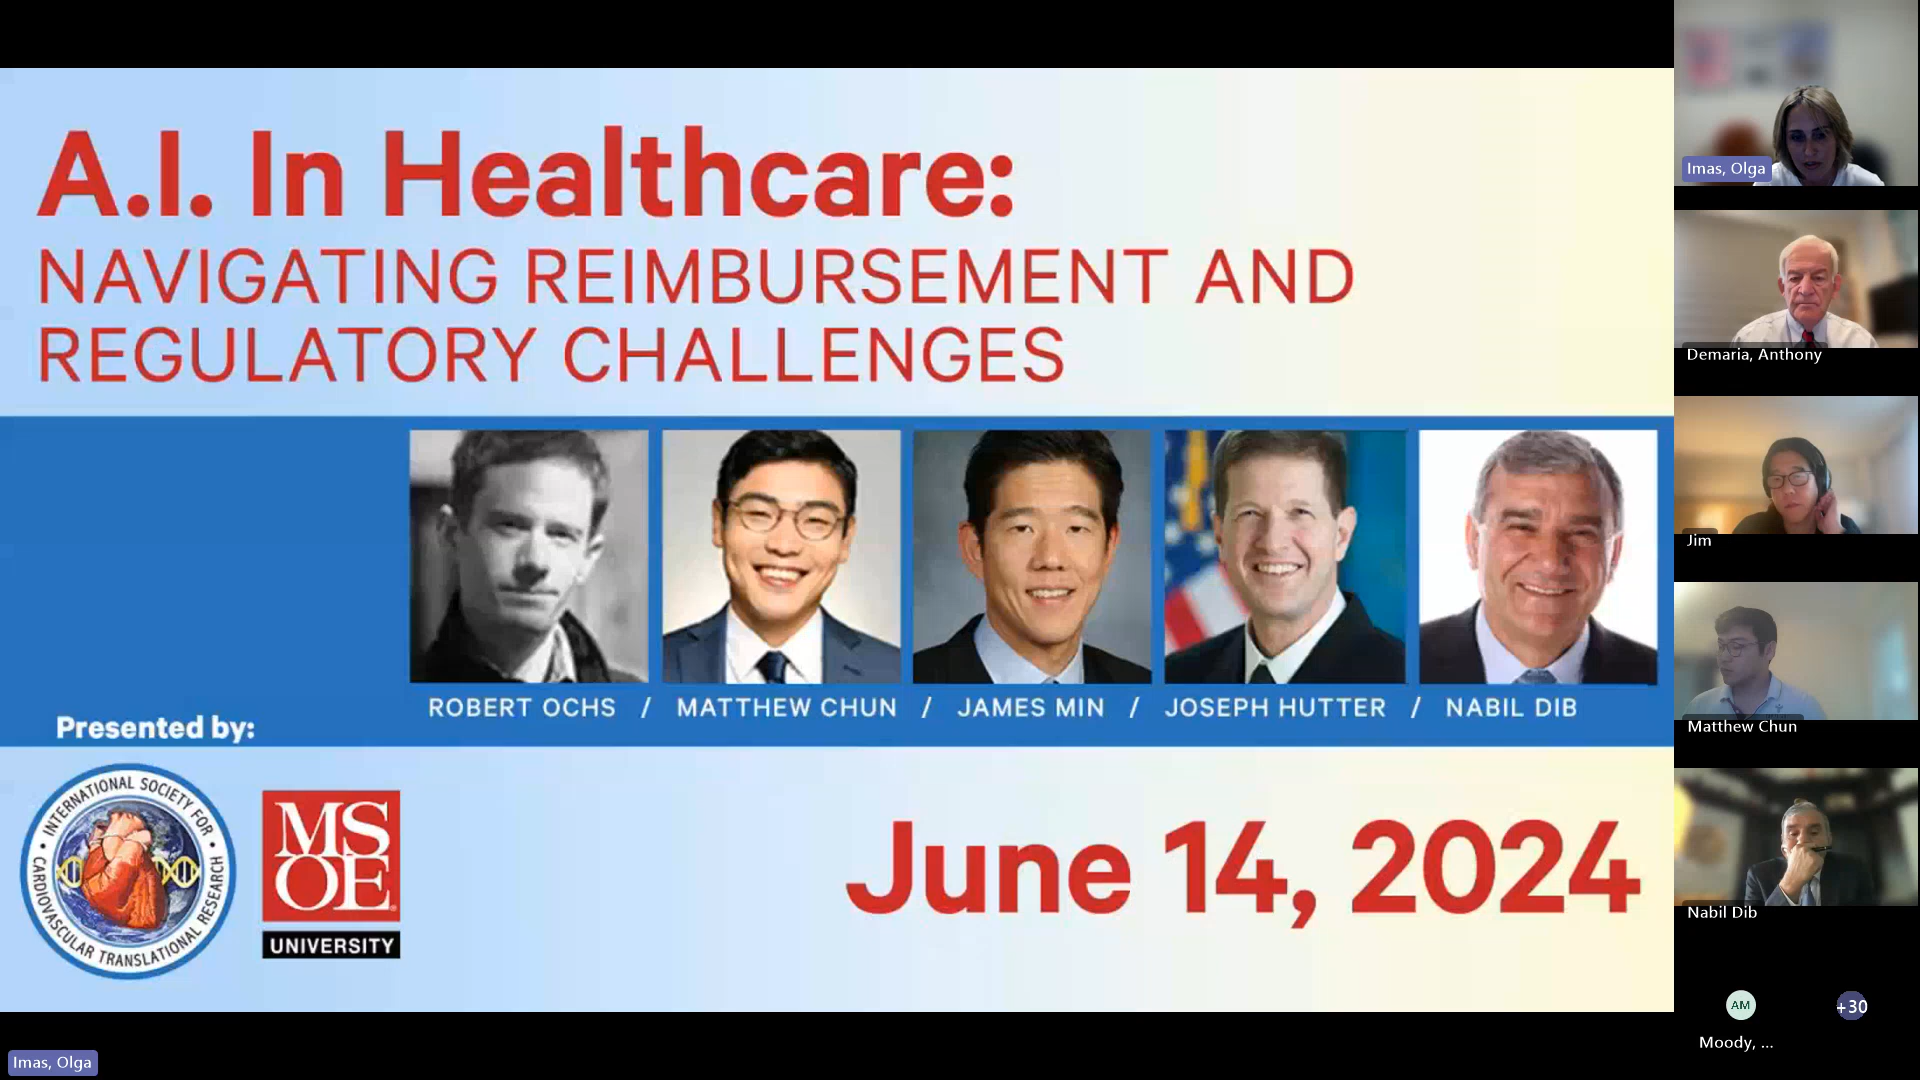 A.I. In Healthcare:
NAVIGATING REIMBURSEMENT AND
REGULATORY CHALLENGES
ROBERT OCHS / MATTHEW CHUN / JAMES MIN / JOSEPH HUTTER / NABIL DIB
Presented by:
INTERNATIONAL SOCIETY FOR
CARDIOVASCULAR TRANSLATIONAL RESEARCH
MS
OE
UNIVERSITY
June 14, 2024
Imas, Olga
Imas, Olga
Demaria, Anthony
Jim
Matthew Chun
Nabil Dib
AM
+30
Moody, ...